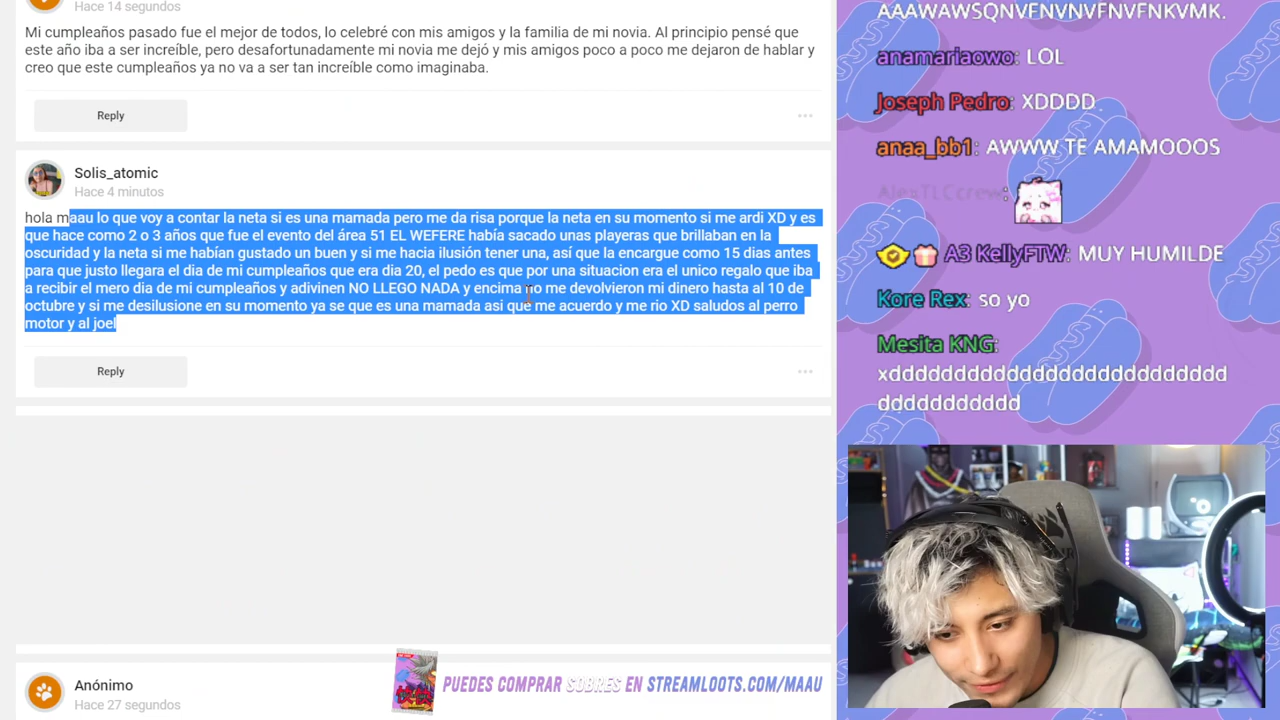 Hace 14 segundos
Mi cumpleaños pasado fue el mejor de todos, lo celebré con mis amigos y la familia de mi novia. Al principio pensé que
este año iba a ser increíble, pero desafortunadamente mi novia me dejó y mis amigos poco a poco me dejaron de hablar y
creo que este cumpleaños ya no va a ser tan increíble como imaginaba.
Reply
Solis_atomic
Hace 4 minutos
hola maau lo que voy a contar la neta si es una mamada pero me da risa porque la neta en su momento si me ardi XD y es
que hace como 2 o 3 años que fue el evento del área 51 EL WEFERE había sacado unas playeras que brillaban en la
oscuridad y la neta si me habían gustado un buen y si me hacia ilusión tener una, así que la encargue como 15 dias antes
para que justo llegara el dia de mi cumpleaños que era dia 20, el pedo es que por una situacion era el unico regalo que iba
a recibir el mero dia de mi cumpleaños y adivinen NO LLEGO NADA y encima no me devolvieron mi dinero hasta al 10 de
octubre y si me desilusione en su momento ya se que es una mamada asi que me acuerdo y me rio XD saludos al perro
motor y al joel
Reply
Anónimo
Hace 27 segundos
PUEDES COMPRAR SOBRES EN STREAMLOOTS.COM/MAAU
AAAWAWSQNVFNVNVFNVFNKVMK.
anamariaowo: LOL
Joseph Pedro: XDDDD
anaa_bb1: AWWW TE AMAMOOOS
AlexTLCcrew:
A3 KellyFTW: MUY HUMILDE
Kore Rex: so yo
Mesita KNG:
xdddddddddddddddddddddddddd
ddddddddddd